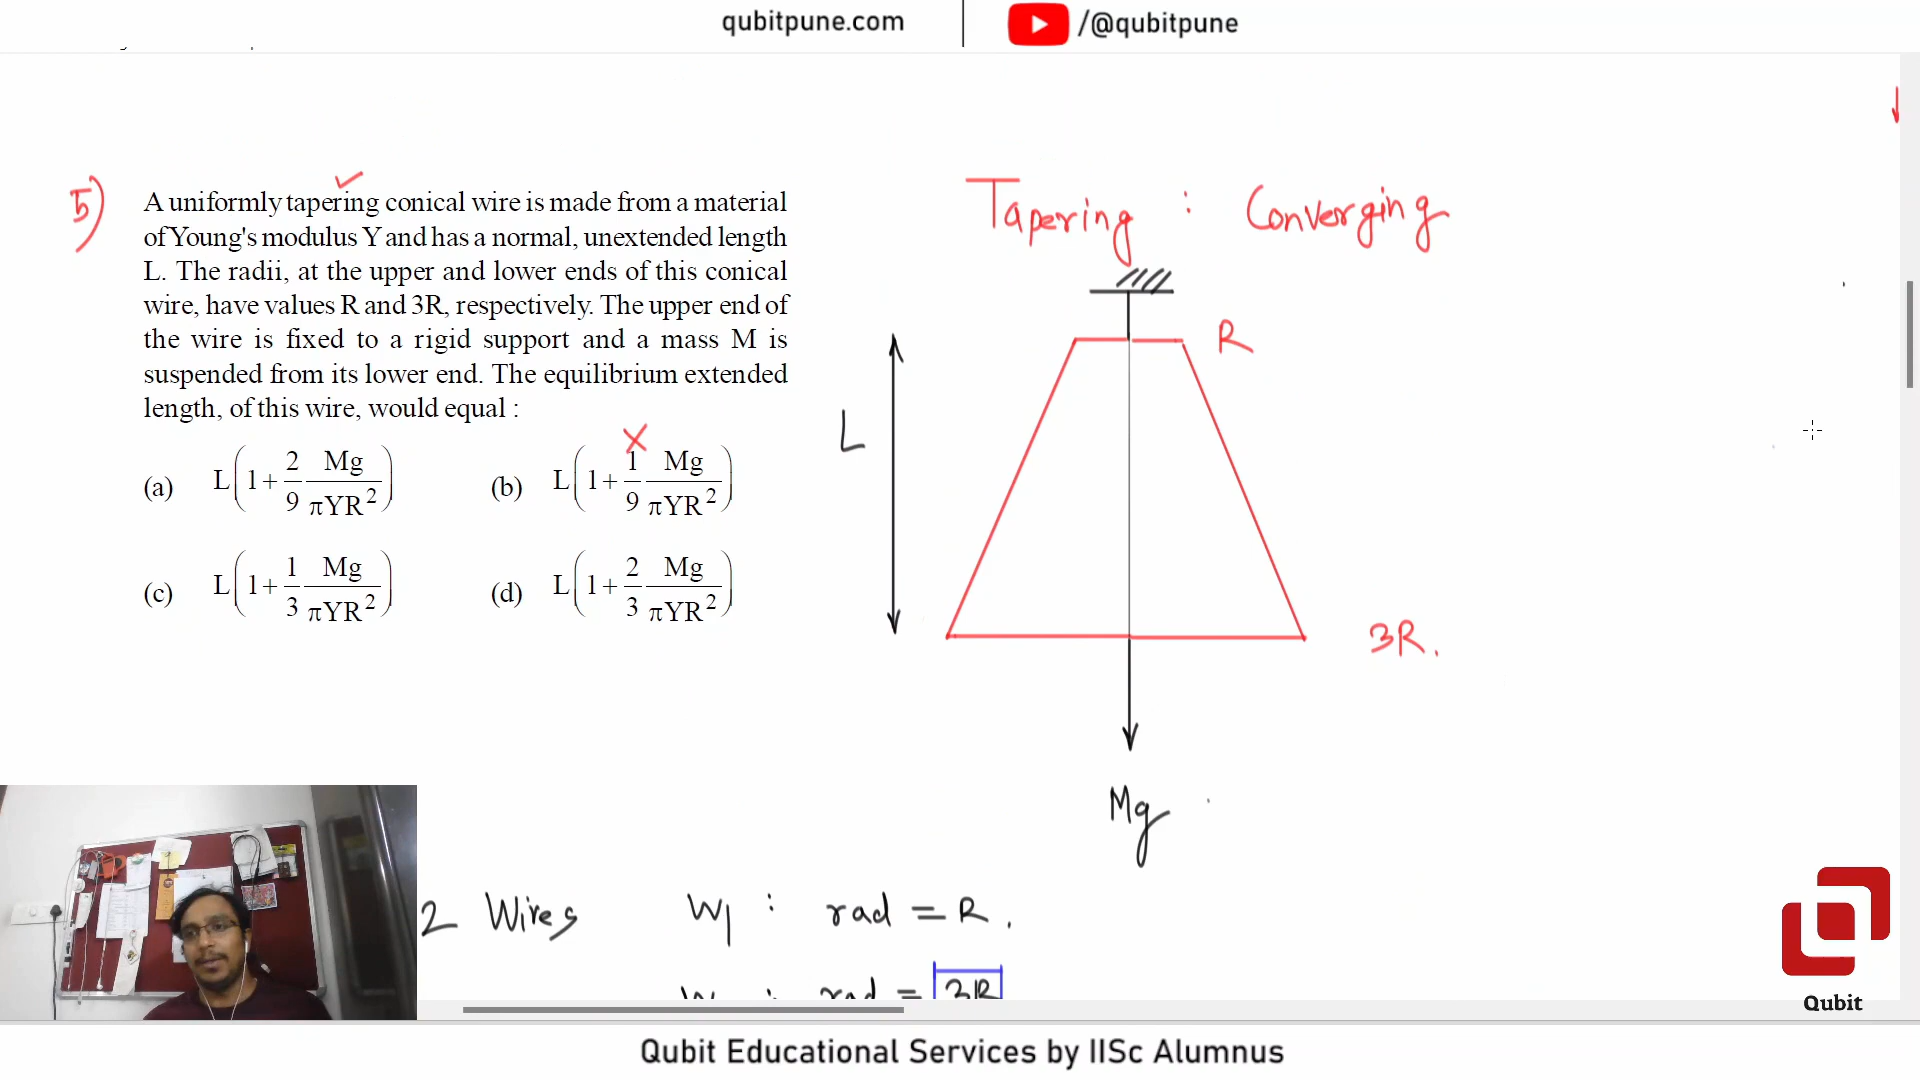 qubitpune.com
/@qubitpune
5)
A uniformly tapering conical wire is made from a material
of Young's modulus Y and has a normal, unextended length
L. The radii, at the upper and lower ends of this conical
wire, have values R and 3R, respectively. The upper end of
the wire is fixed to a rigid support and a mass M is
suspended from its lower end. The equilibrium extended
length, of this wire, would equal :
(a) L(1+ 2/9 Mg/πYR²) (b) L(1+ 1/9 Mg/πYR²)
(c) L(1+ 1/3 Mg/πYR²) (d) L(1+ 2/3 Mg/πYR²)
Tapering : Converging
R
L
3R.
Mg
2 Wires W1 : rad = R.
rad = 3R
Qubit
Qubit Educational Services by IISc Alumnus